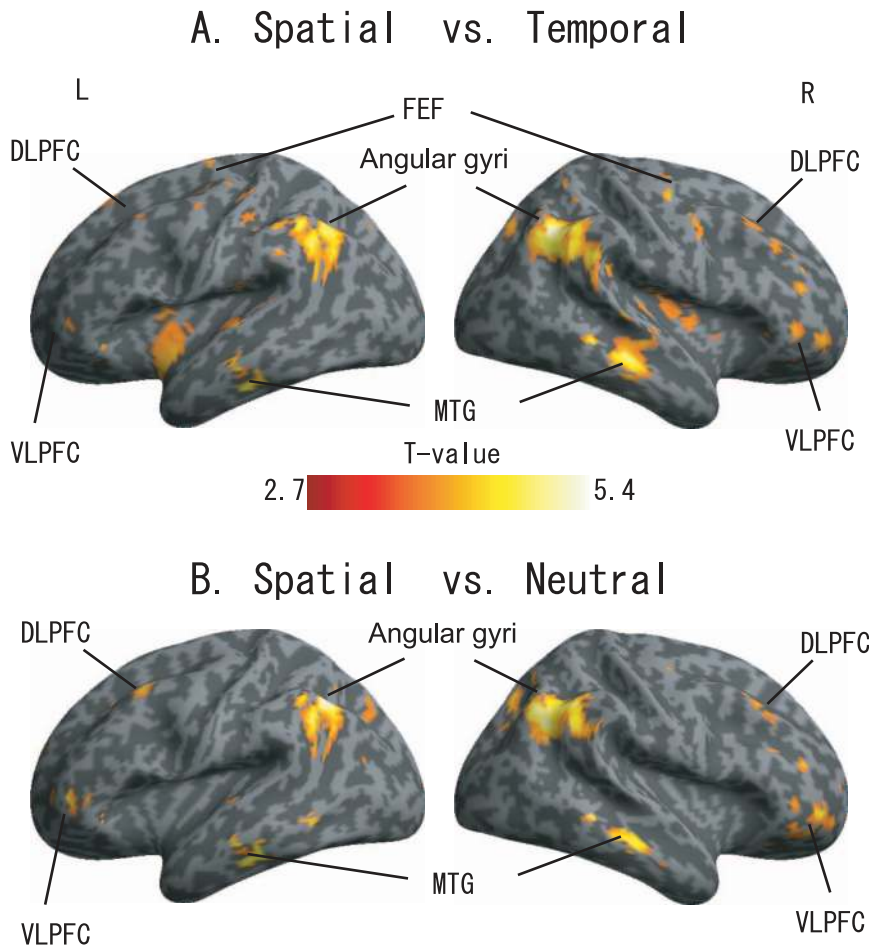 A. Spatial vs. Temporal
L
R
FEF
DLPFC
Angular gyri
DLPFC
MTG
VLPFC
VLPFC
T-value
2.7
5.4
B. Spatial vs. Neutral
DLPFC
Angular gyri
DLPFC
MTG
VLPFC
VLPFC